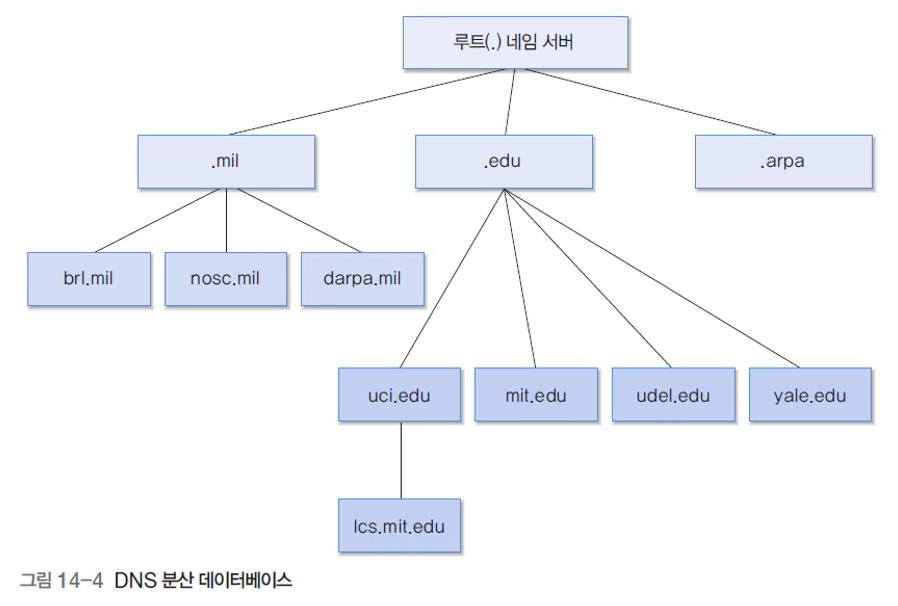 루트(.) 네임 서버
.mil
.edu
.arpa
brl.mil
nosc.mil
darpa.mil
uci.edu
mit.edu
udel.edu
yale.edu
lcs.mit.edu
그림 14-4 DNS 분산 데이터베이스